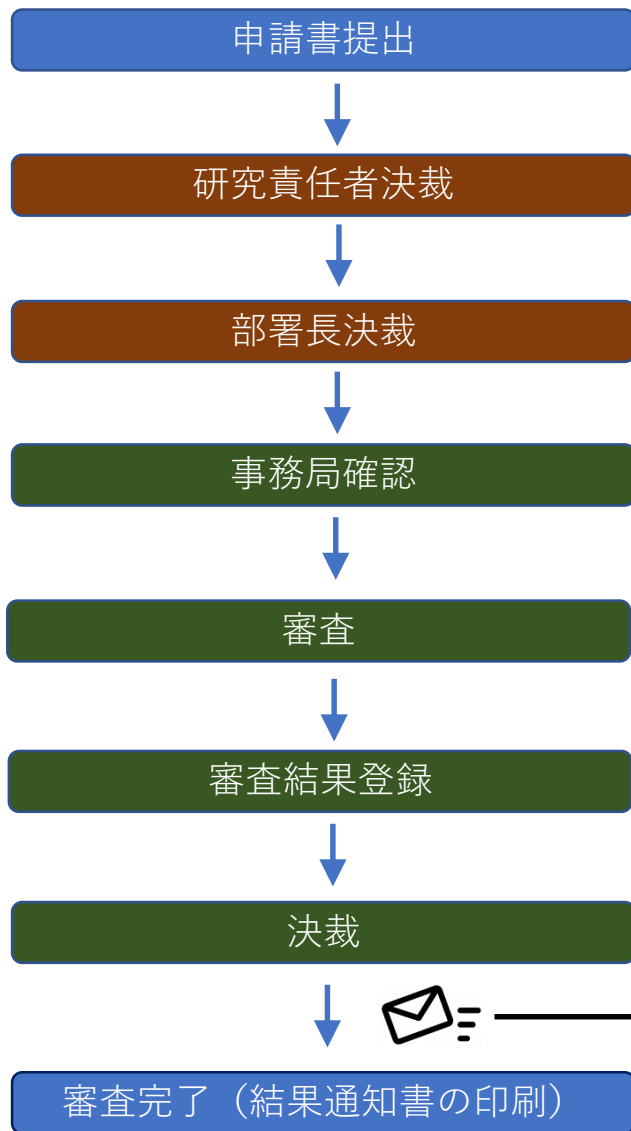 申請書提出
研究責任者決裁
部署長決裁
事務局確認
審査
審査結果登録
決裁
審査完了（結果通知書の印刷）